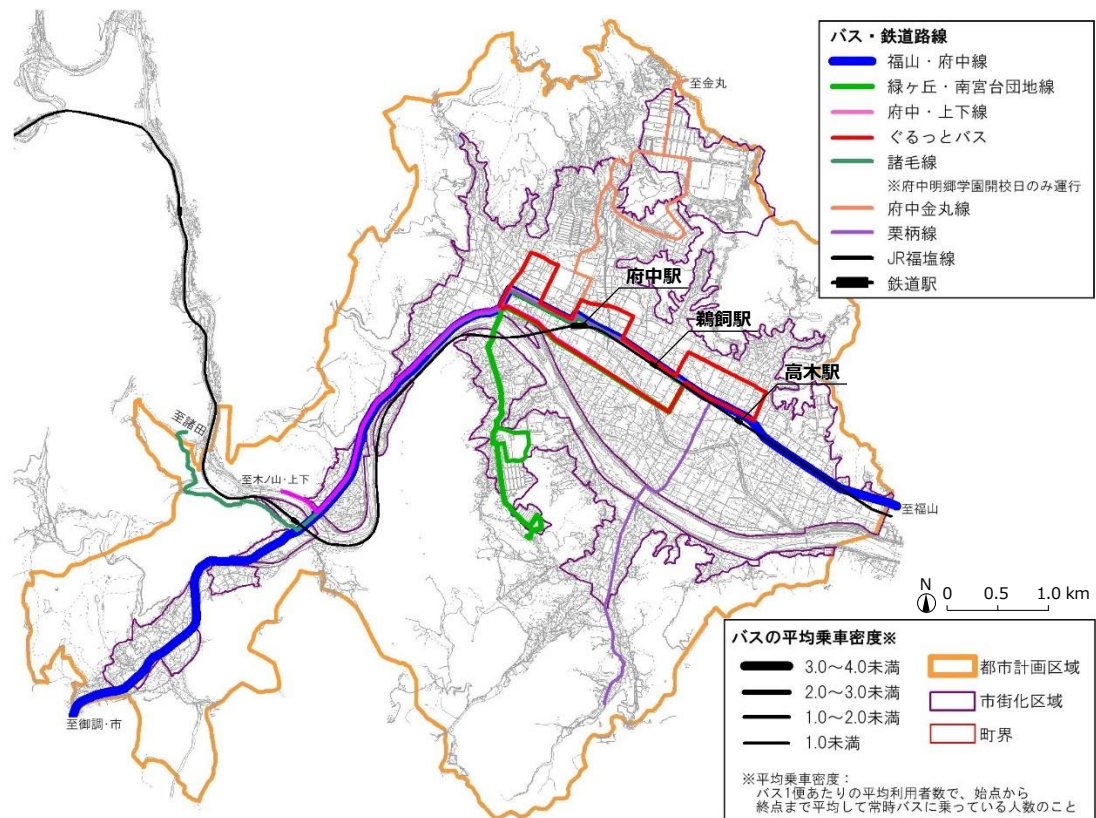 バス・鉄道路線
福山・府中線
緑ヶ丘・南宮台団地線
府中・上下線
ぐるっとバス
諸毛線
※府中明郷学園開校日のみ運行
府中金丸線
栗柄線
JR福塩線
鉄道駅
至金丸
府中駅
鵜飼駅
高木駅
至諸田
至木ノ山・上下
至福山
至御調・市
N 0 0.5 1.0 km
バスの平均乗車密度※
3.0～4.0未満
2.0～3.0未満
1.0～2.0未満
1.0未満
都市計画区域
市街化区域
町界
※平均乗車密度：
バス1便あたりの平均利用者数で、始点から
終点まで平均して常時バスに乗っている人数のこと